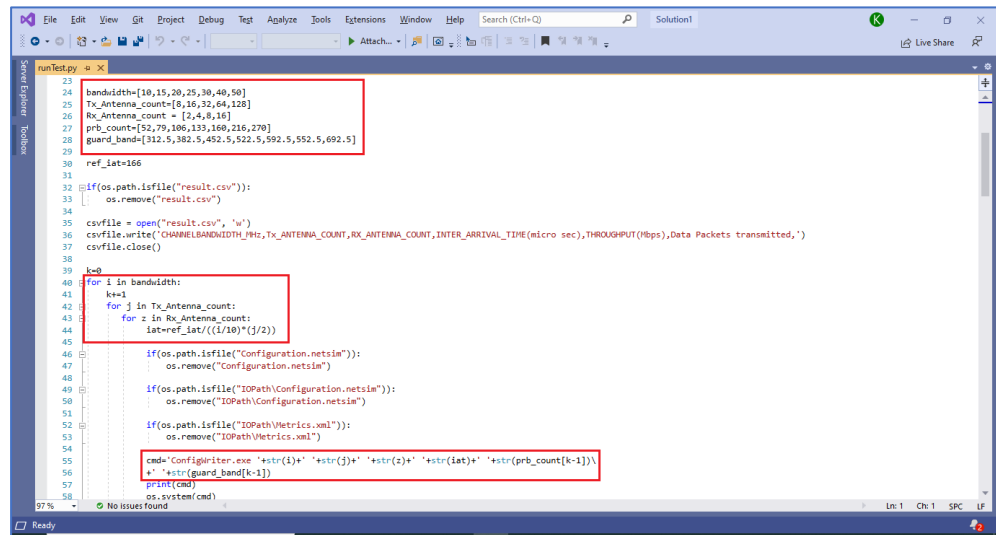 File Edit View Git Project Debug Test Analyze Tools Extensions Window Help Search (Ctrl+Q) Solution1 K
Attach... Live Share
Server Explorer
Toolbox
runTest.py
23
24 bandwidth=[10,15,20,25,30,40,50]
25 Tx_Antenna_count=[8,16,32,64,128]
26 Rx_Antenna_count = [2,4,8,16]
27 prb_count=[52,79,106,133,160,216,270]
28 guard_band=[312.5,382.5,452.5,522.5,592.5,552.5,692.5]
29
30 ref_iat=166
31
32 if(os.path.isfile("result.csv")):
33 os.remove("result.csv")
34
35 csvfile = open("result.csv", 'w')
36 csvfile.write('CHANNELBANDWIDTH_MHz,Tx_ANTENNA_COUNT,RX_ANTENNA_COUNT,INTER_ARRIVAL_TIME(micro sec),THROUGHPUT(Mbps),Data Packets transmitted,')
37 csvfile.close()
38
39 k=0
40 for i in bandwidth:
41 k+=1
42 for j in Tx_Antenna_count:
43 for z in Rx_Antenna_count:
44 iat=ref_iat/((i/10)*(j/2))
45
46 if(os.path.isfile("Configuration.netsim")):
47 os.remove("Configuration.netsim")
48
49 if(os.path.isfile("IOPath\Configuration.netsim")):
50 os.remove("IOPath\Configuration.netsim")
51
52 if(os.path.isfile("IOPath\Metrics.xml")):
53 os.remove("IOPath\Metrics.xml")
54
55 cmd='ConfigWriter.exe '+str(i)+' '+str(j)+' '+str(z)+' '+str(iat)+' '+str(prb_count[k-1])\
56 +' '+str(guard_band[k-1])
57 print(cmd)
58 os.system(cmd)
97 % No issues found Ln: 1 Ch: 1 SPC LF
Ready 2